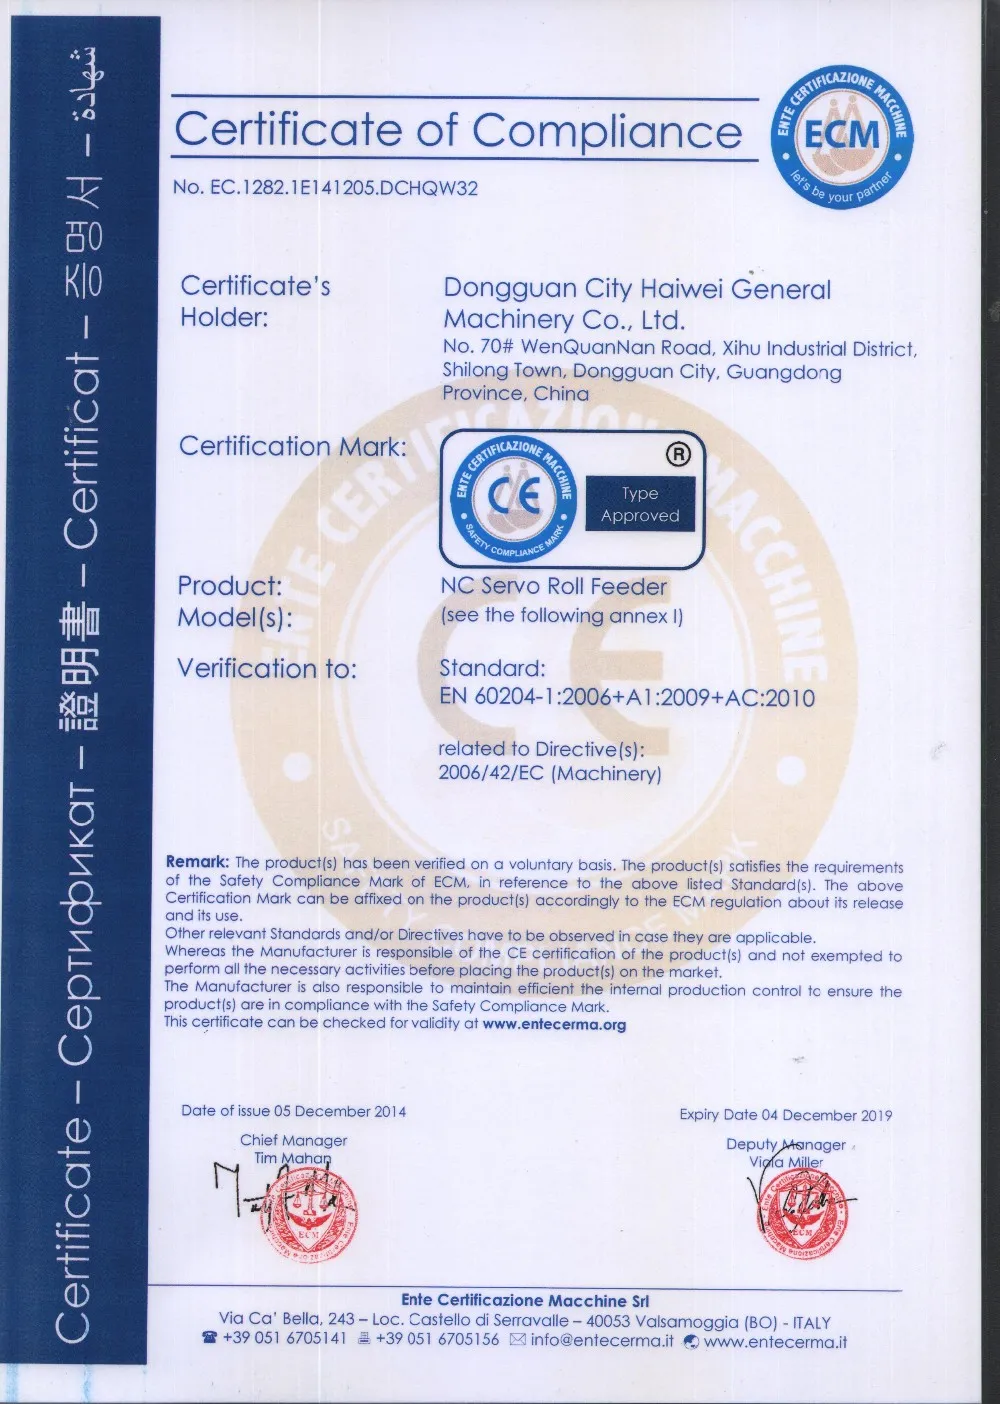 Certificate – Сертификат – 證明書 – Certificat – 증명서 – شهادة
Certificate of Compliance
ENTE CERTIFICAZIONE MACCHINE
ECM
let's be your partner
No. EC.1282.1E141205.DCHQW32
Certificate's
Holder:
Dongguan City Haiwei General
Machinery Co., Ltd.
No. 70# WenQuanNan Road, Xihu Industrial District,
Shilong Town, Dongguan City, Guangdong
Province, China
Certification Mark:
ENTE CERTIFICAZIONE MACCHINE
CE
SAFETY COMPLIANCE MARK
®
Type
Approved
Product:
NC Servo Roll Feeder
Model(s):
(see the following annex I)
Verification to:
Standard:
EN 60204-1:2006+A1:2009+AC:2010
related to Directive(s):
2006/42/EC (Machinery)
ENTE CERTIFICAZIONE MACCHINE
CE
SAFETY COMPLIANCE MARK
Remark: The product(s) has been verified on a voluntary basis. The product(s) satisfies the requirements
of the Safety Compliance Mark of ECM, in reference to the above listed Standard(s). The above
Certification Mark can be affixed on the product(s) accordingly to the ECM regulation about its release
and its use.
Other relevant Standards and/or Directives have to be observed in case they are applicable.
Whereas the Manufacturer is responsible of the CE certification of the product(s) and not exempted to
perform all the necessary activities before placing the product(s) on the market.
The Manufacturer is also responsible to maintain efficient the internal production control to ensure the
product(s) are in compliance with the Safety Compliance Mark.
This certificate can be checked for validity at www.entecerma.org
Date of issue 05 December 2014
Expiry Date 04 December 2019
Chief Manager
Tim Mahan
Deputy Manager
Viola Miller
ECM
ECM
Ente Certificazione Macchine Srl
Via Ca' Bella, 243 – Loc. Castello di Serravalle – 40053 Valsamoggia (BO) - ITALY
+39 051 6705141 +39 051 6705156 info@entecerma.it www.entecerma.it